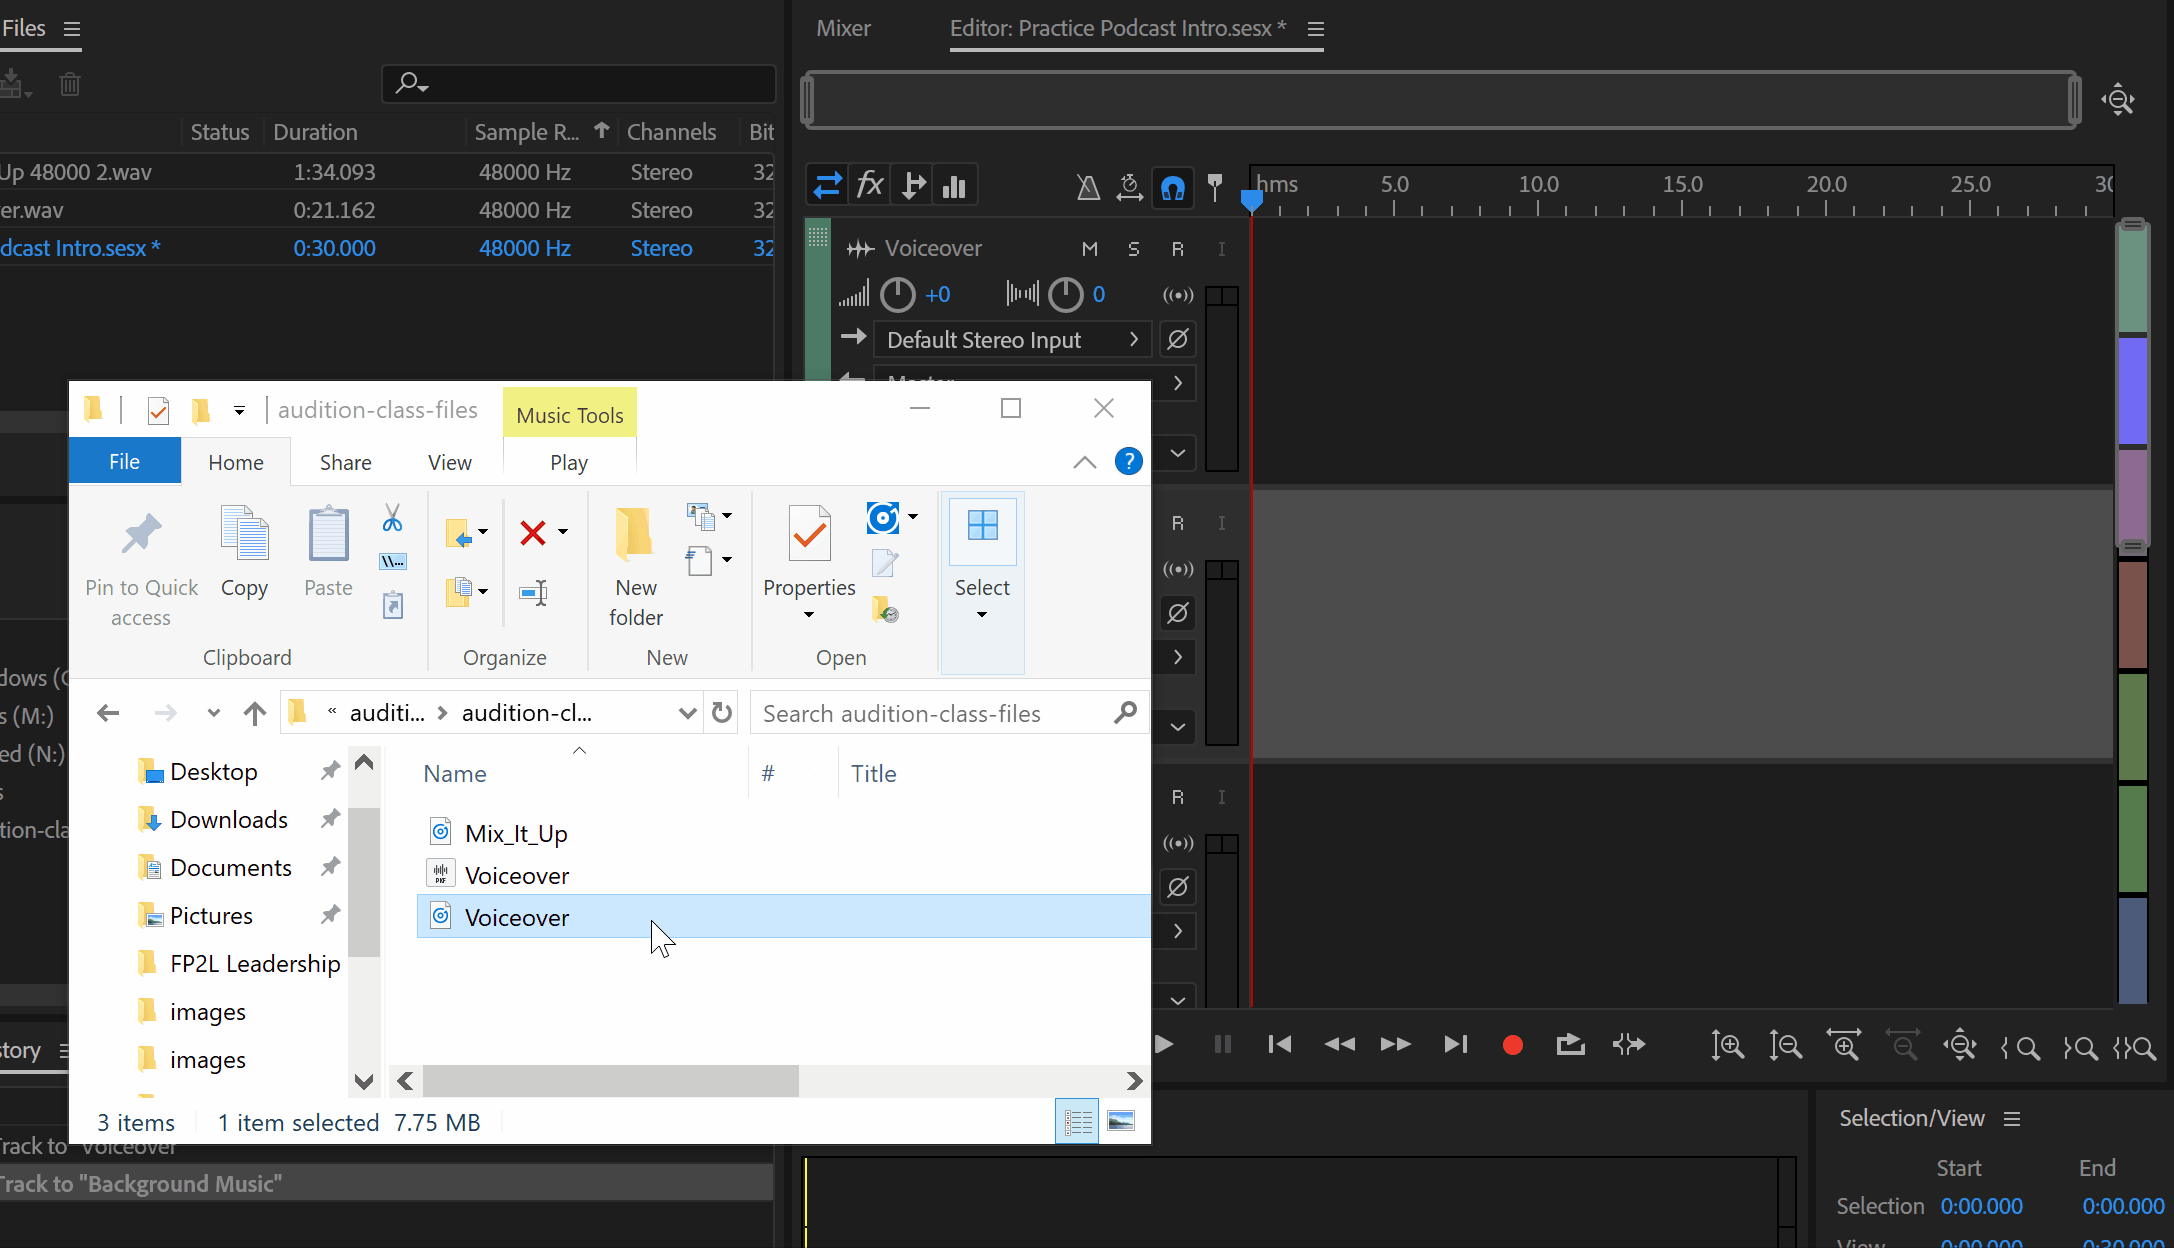 Files
Mixer
Editor: Practice Podcast Intro.sesx *
Status Duration Sample R... Channels Bit
Up 48000 2.wav 1:34.093 48000 Hz Stereo 32
er.wav 0:21.162 48000 Hz Stereo 32
dcast Intro.sesx * 0:30.000 48000 Hz Stereo 32
fx
hms 5.0 10.0 15.0 20.0 25.0 30
Voiceover M S R I
+0 0
Default Stereo Input
Master
audition-class-files Music Tools
File Home Share View Play
?
Pin to Quick access
Copy
Paste
Clipboard
Organize
New folder
New
Properties
Open
Select
R I
« auditi... > audition-cl...
Search audition-class-files
dows (C
s (M:)
ed (N:)
s
tion-cla
Desktop
Downloads
Documents
Pictures
FP2L Leadership
images
images
Name # Title
Mix_It_Up
PKF Voiceover
Voiceover
R I
3 items 1 item selected 7.75 MB
story
Track to "Voiceover"
Track to "Background Music"
Selection/View
Start End
Selection 0:00.000 0:00.000
View 0:00.000 0:30.000